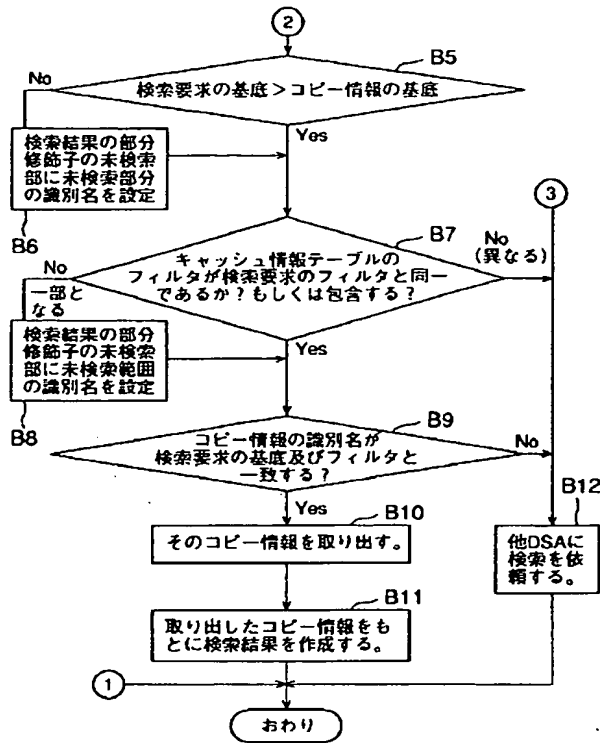 2
B5
検索要求の基底>コピー情報の基底
No
Yes
検索結果の部分
修飾子の未検索
部に未検索部分
の識別名を設定
B6
3
B7
キャッシュ情報テーブルの
フィルタが検索要求のフィルタと同一
であるか?もしくは包含する?
No
(異なる)
No
一部と
なる
Yes
検索結果の部分
修飾子の未検索
部に未検索範囲
の識別名を設定
B8
B9
コピー情報の識別名が
検索要求の基底及びフィルタと
一致する?
No
Yes
B10
そのコピー情報を取り出す。
B12
他DSAに
検索を依
頼する。
B11
取り出したコピー情報をも
とに検索結果を作成する。
1
おわり